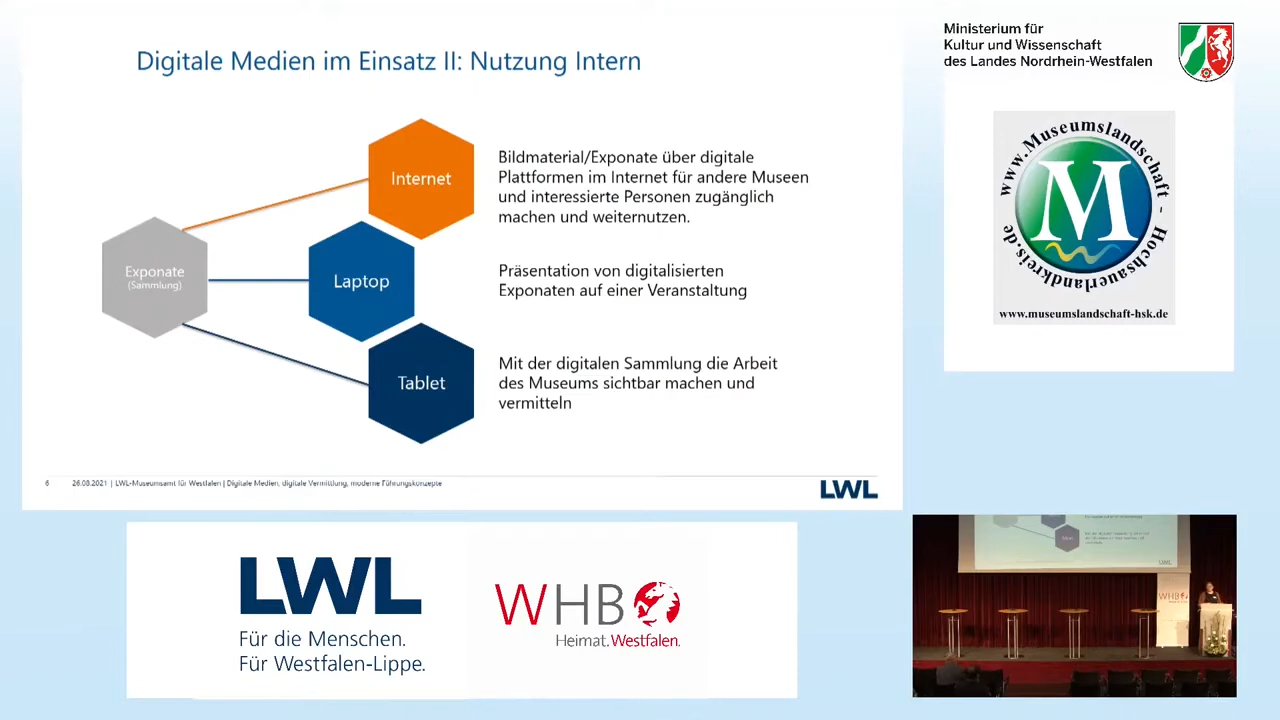 Digitale Medien im Einsatz II: Nutzung Intern
Internet
Bildmaterial/Exponate über digitale
Plattformen im Internet für andere Museen
und interessierte Personen zugänglich
machen und weiternutzen.
Exponate
(Sammlung)
Laptop
Präsentation von digitalisierten
Exponaten auf einer Veranstaltung
Tablet
Mit der digitalen Sammlung die Arbeit
des Museums sichtbar machen und
vermitteln
6 26.08.2021 | LWL-Museumsamt für Westfalen | Digitale Medien, digitale Vermittlung, moderne Führungskonzepte
LWL
Ministerium für
Kultur und Wissenschaft
des Landes Nordrhein-Westfalen
www.Museumslandschaft -
Hochsauerlandkreis.de
M
www.museumslandschaft-hsk.de
LWL
Für die Menschen.
Für Westfalen-Lippe.
WHB
Heimat.Westfalen.
LWL
WHB